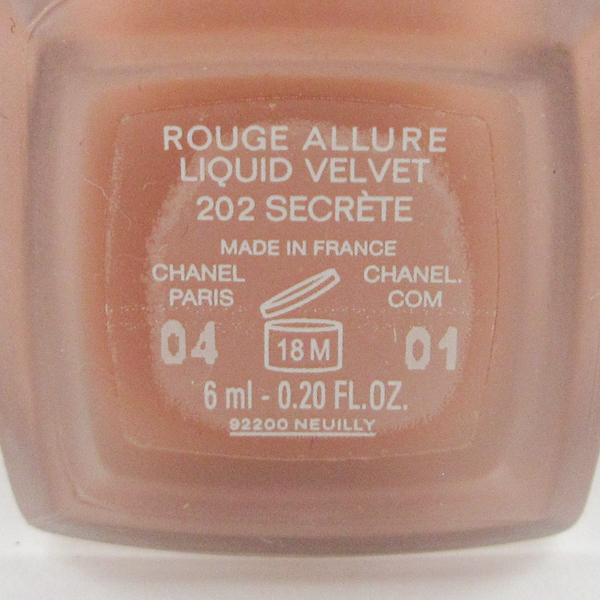 ROUGE ALLURE
LIQUID VELVET
202 SECRÈTE
MADE IN FRANCE
CHANEL CHANEL.
PARIS COM
04 18M 01
6 ml - 0.20 FL.OZ.
92200 NEUILLY